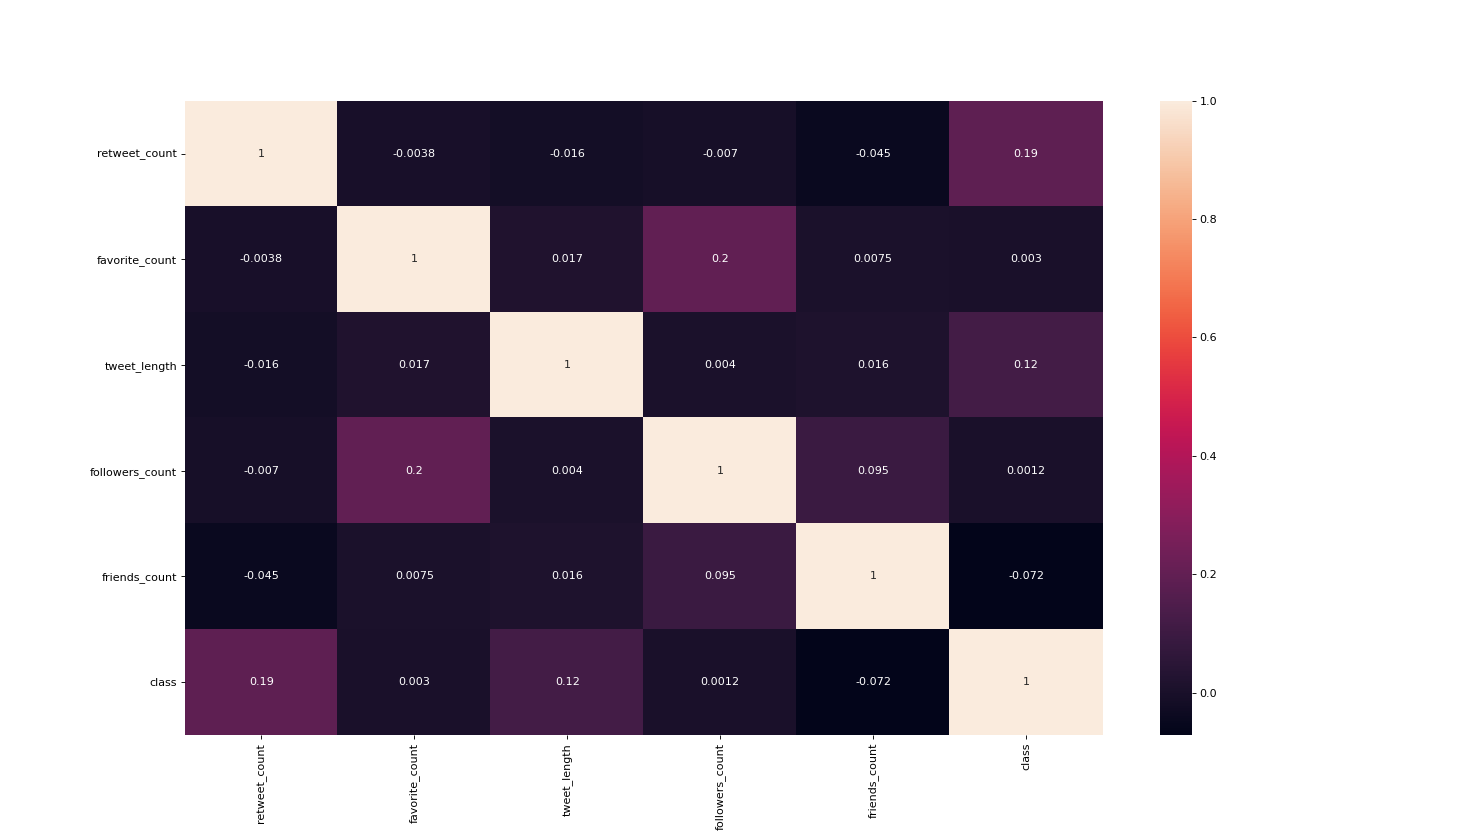 retweet_count 1 -0.0038 -0.016 -0.007 -0.045 0.19
favorite_count -0.0038 1 0.017 0.2 0.0075 0.003
tweet_length -0.016 0.017 1 0.004 0.016 0.12
followers_count -0.007 0.2 0.004 1 0.095 0.0012
friends_count -0.045 0.0075 0.016 0.095 1 -0.072
class 0.19 0.003 0.12 0.0012 -0.072 1
retweet_count
favorite_count
tweet_length
followers_count
friends_count
class
1.0
0.8
0.6
0.4
0.2
0.0